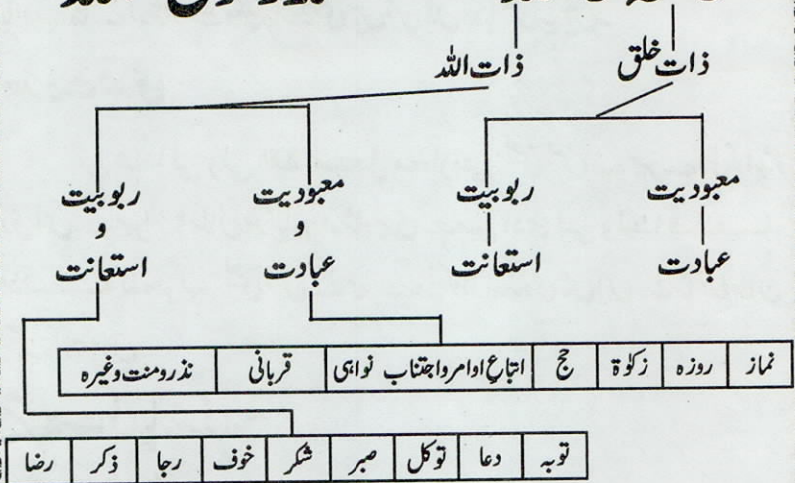 ذات خلق ذات اللہ
معبودیت ربوبیت معبودیت ربوبیت
و و
عبادت استعانت عبادت استعانت
نماز روزہ زکوٰۃ حج اتباعِ اوامر واجتناب نواہی قربانی نذر ومنت وغیرہ
توبہ دعا توکل صبر شکر خوف رجا ذکر رضا